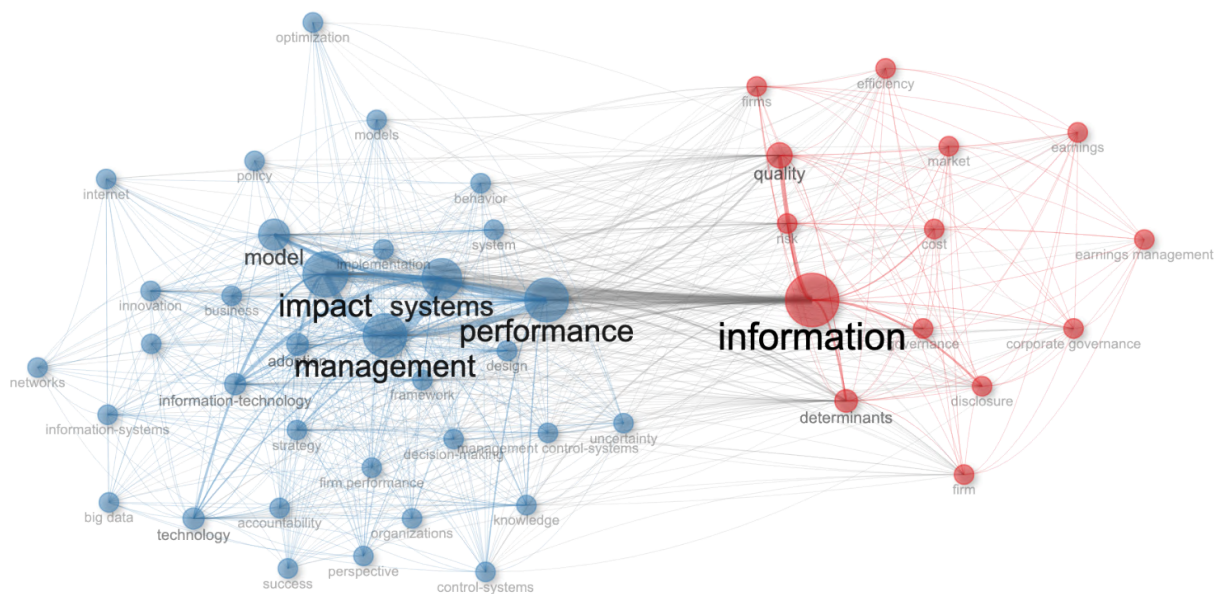 optimization
efficiency
firms
models
earnings
market
policy
quality
internet
behavior
risk
system
cost
model
implementation
earnings management
innovation
business
impact
systems
performance
information
governance
corporate governance
adoption
design
management
networks
framework
information-technology
disclosure
determinants
information-systems
strategy
uncertainty
decision-making
management control-systems
firm performance
firm
big data
accountability
knowledge
technology
organizations
perspective
success
control-systems